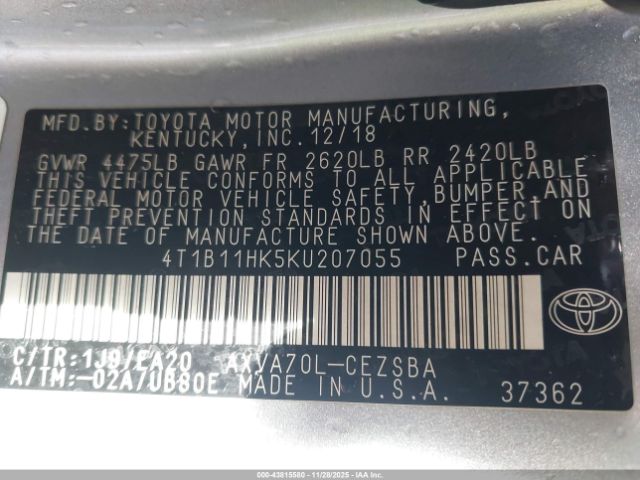 MFD.BY:TOYOTA MOTOR MANUFACTURING,
KENTUCKY,INC. 12/18
GVWR 4475LB GAWR FR 2620LB RR 2420LB
THIS VEHICLE CONFORMS TO ALL APPLICABLE
FEDERAL MOTOR VEHICLE SAFETY,BUMPER,AND
THEFT PREVENTION STANDARDS IN EFFECT ON
THE DATE OF MANUFACTURE SHOWN ABOVE.
4T1B11HK5KU207055 PASS.CAR
C/TR:1J9/EA20 AXVA70L-CEZSBA
A/TM:-02A/UB80E MADE IN U.S.A. 37362
000-43815580 - 11/28/2025 - IAAI.COM